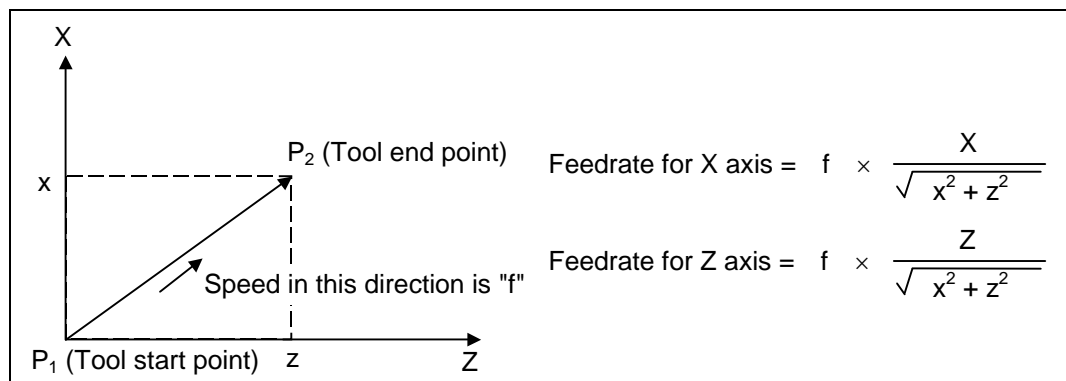 X
P₂ (Tool end point)
x
Speed in this direction is "f"
P₁ (Tool start point)
z
Z
Feedrate for X axis = f × X / √ x² + z²
Feedrate for Z axis = f × Z / √ x² + z²